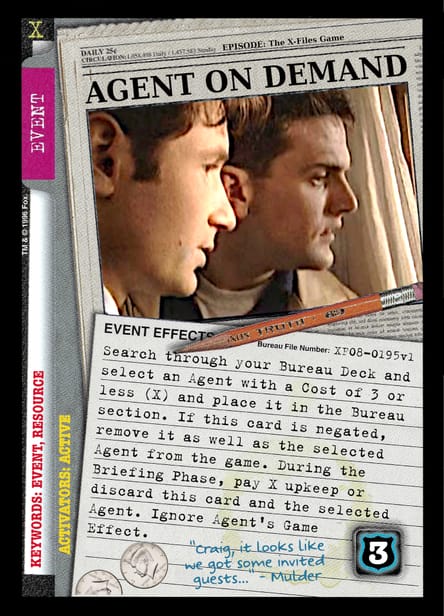 X
DAILY 25¢
EPISODE: The X-Files Game
AGENT ON DEMAND
EVENT
TM & © 1996 Fox
EVENT EFFECTS
Bureau File Number: XF08-0195v1
Search through your Bureau Deck and
select an Agent with a Cost of 3 or
less (X) and place it in the Bureau
section. If this card is negated,
remove it as well as the selected
Agent from the game. During the
Briefing Phase, pay X upkeep or
discard this card and the selected
Agent. Ignore Agent's Game
Effect.
KEYWORDS: EVENT, RESOURCE
ACTIVATORS: ACTIVE
"Craig, it looks like
we got some invited
guests..." - Mulder
3